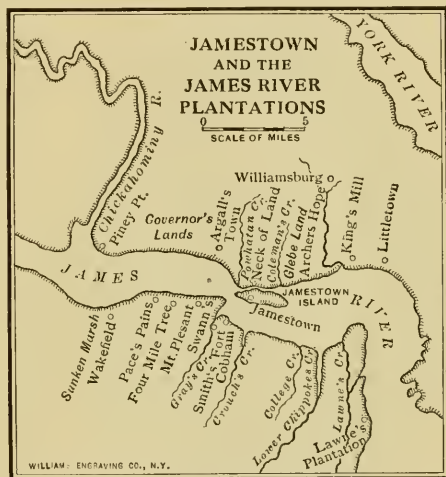 JAMESTOWN
AND THE
JAMES RIVER
PLANTATIONS
0 5
SCALE OF MILES
YORK RIVER
Chickahominy R.
Piney Pt.
Governor's
Lands
Argall's
Town
Powhatan Cr.
Neck of Land
Coleman's Cr.
Glebe Land
Archers Hope
Williamsburg
King's Mill
Littletown
JAMES
RIVER
JAMESTOWN
ISLAND
Jamestown
Sunken Marsh
Wakefield
Pace's Pains
Four Mile Tree
Mt. Plesant
Swann's
Gray's Cr.
Smith's Fort
Cobham
Crouch's Cr.
College Cr.
Lower Chippokes Cr.
Lawne's Cr.
Lawne's
Plantation
WILLIAMS ENGRAVING CO., N.Y.